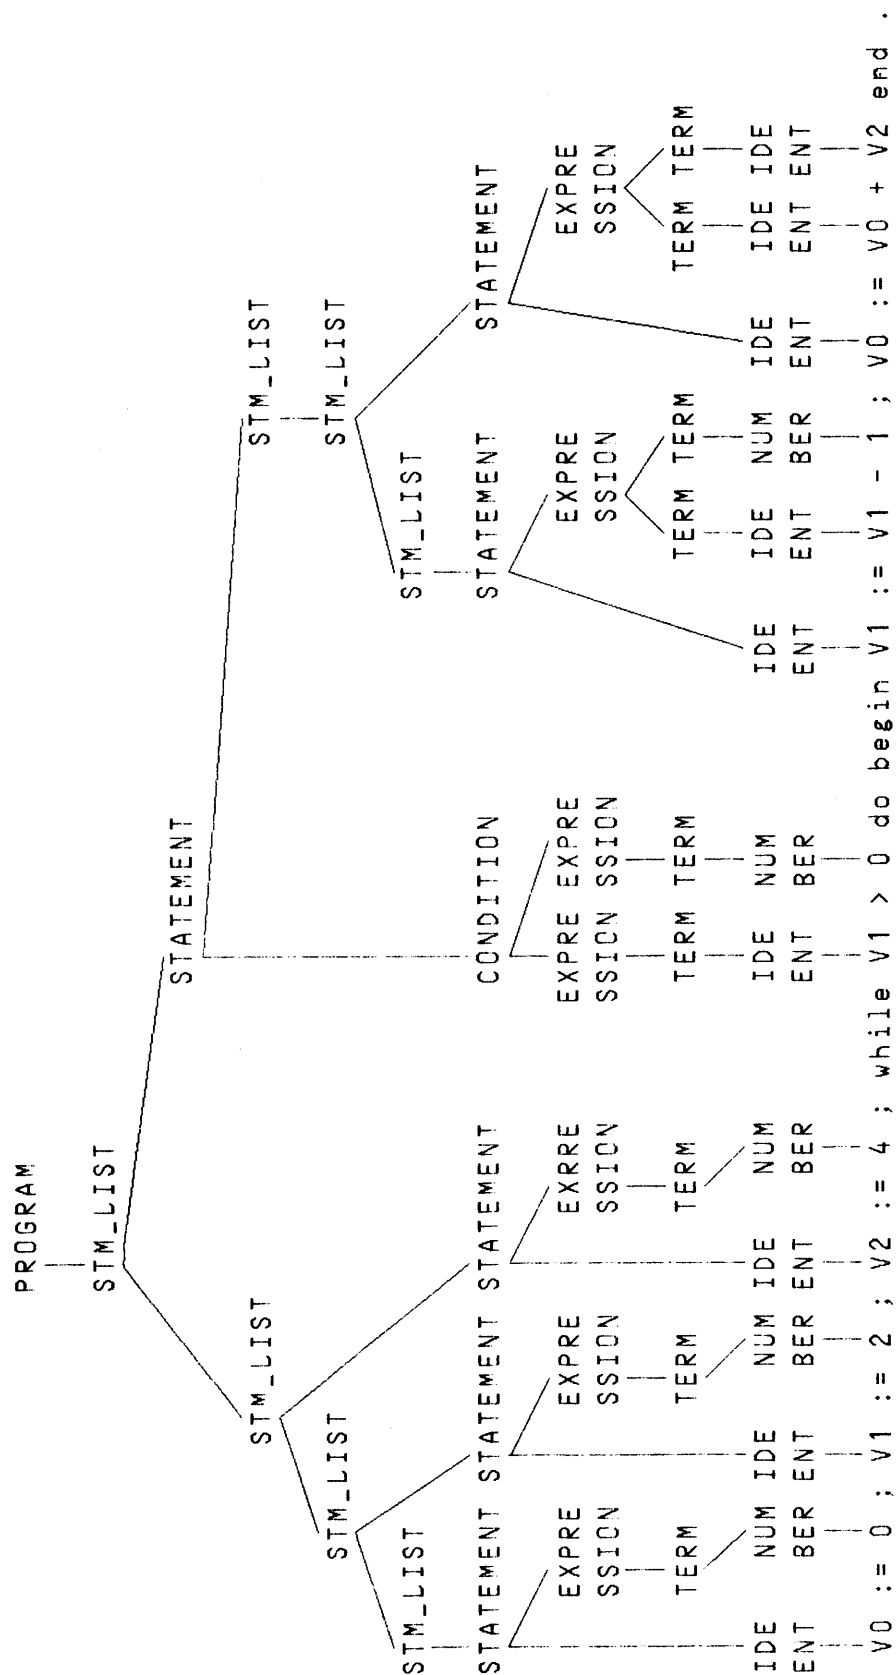 PROGRAM
STM_LIST
STATEMENT
STM_LIST STM_LIST
STM_LIST STM_LIST
STM_LIST STM_LIST
STATEMENT STATEMENT STATEMENT CONDITION STATEMENT STATEMENT
EXPRE EXPRE EXRRE EXPRE EXPRE EXPRE EXPRE
SSION SSION SSION SSION SSION SSION SSION
TERM TERM TERM TERM TERM TERM TERM TERM TERM
IDE NUM IDE NUM IDE NUM IDE NUM IDE IDE NUM IDE IDE IDE
ENT BER ENT BER ENT BER ENT BER ENT ENT BER ENT ENT ENT
V0 := 0 ; V1 := 2 ; V2 := 4 ; while V1 > 0 do begin V1 := V1 - 1 ; V0 := V0 + V2 end .